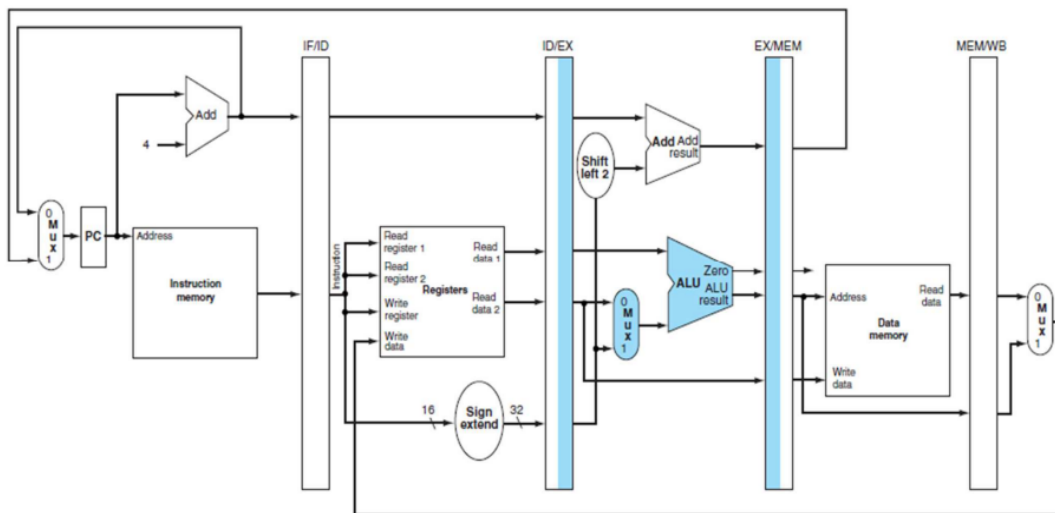 IF/ID
ID/EX
EX/MEM
MEM/WB
Add
4
Shift
left 2
Add Add
result
0
M
u
x
1
PC
Address
Instruction
memory
Instruction
Read
register 1
Read
register 2
Write
register
Write
data
Registers
Read
data 1
Read
data 2
0
M
u
x
1
Zero
ALU
ALU
result
Address
Write
data
Data
memory
Read
data
0
M
u
x
1
16
Sign
extend
32